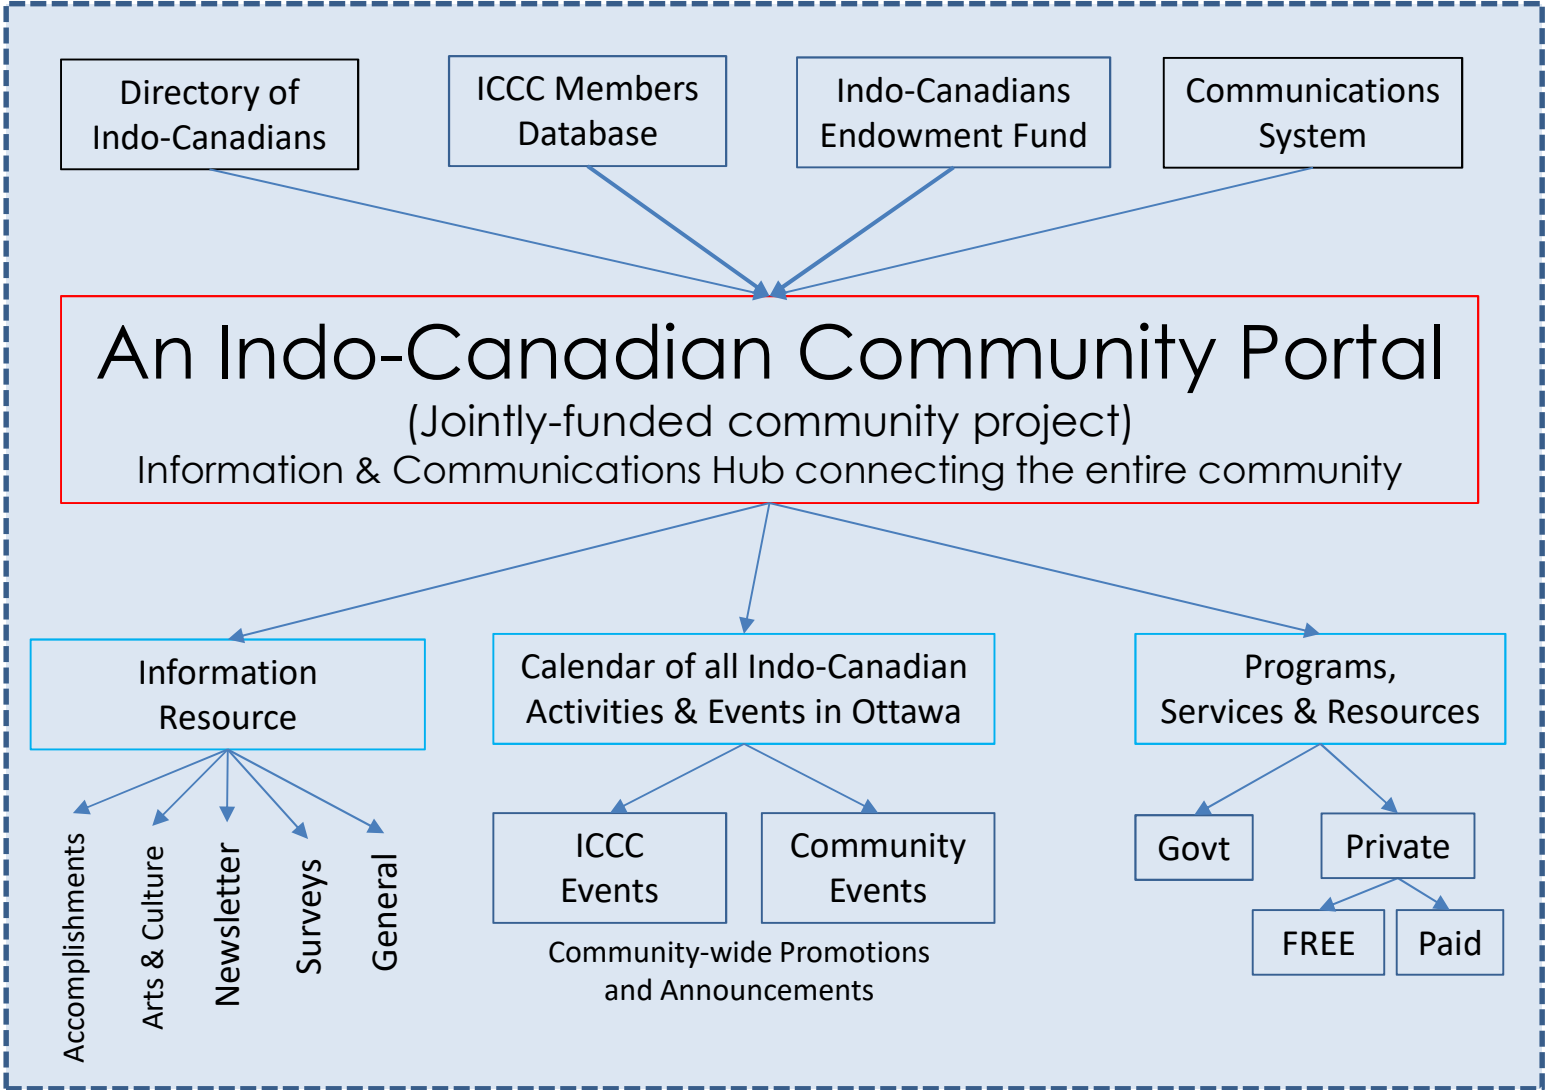 Directory of
Indo-Canadians
ICCC Members
Database
Indo-Canadians
Endowment Fund
Communications
System
An Indo-Canadian Community Portal
(Jointly-funded community project)
Information & Communications Hub connecting the entire community
Information
Resource
Calendar of all Indo-Canadian
Activities & Events in Ottawa
Programs,
Services & Resources
Accomplishments
Arts & Culture
Newsletter
Surveys
General
ICCC
Events
Community
Events
Community-wide Promotions
and Announcements
Govt
Private
FREE
Paid